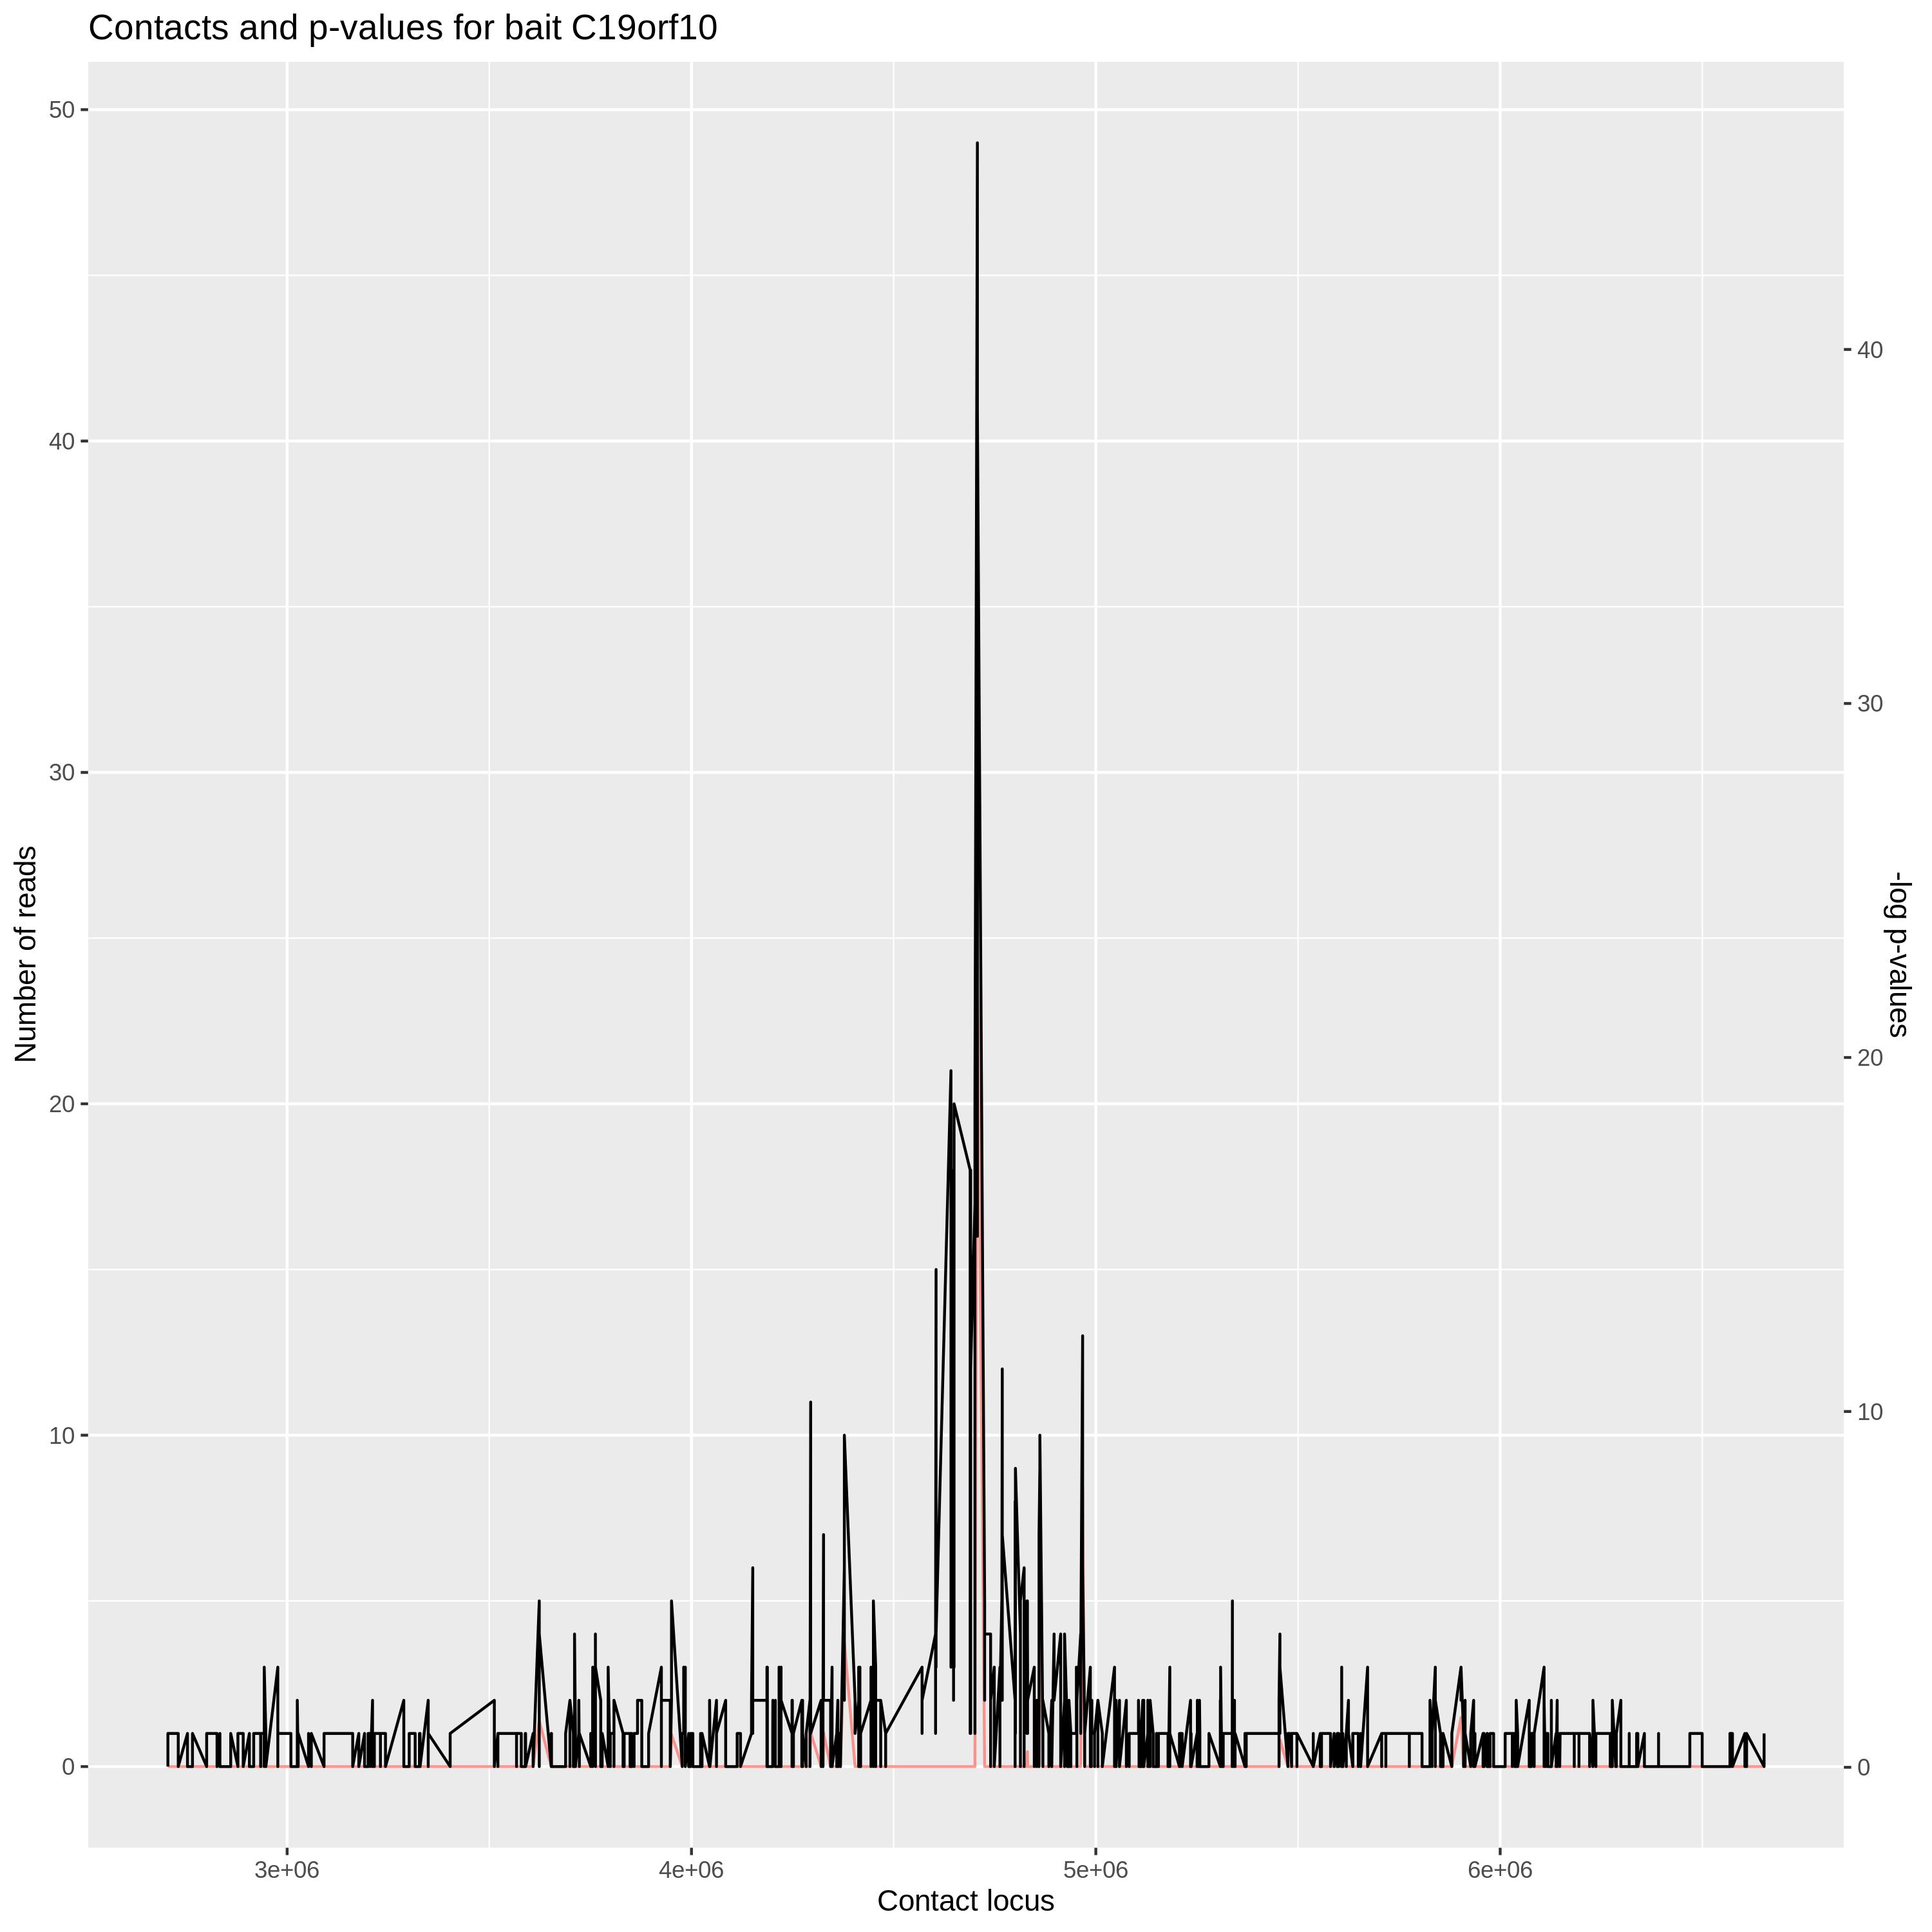 Contacts and p-values for bait C19orf10
50
40
30
20
10
0
Number of reads
40
30
20
10
0
-log p-values
3e+06 4e+06 5e+06 6e+06
Contact locus